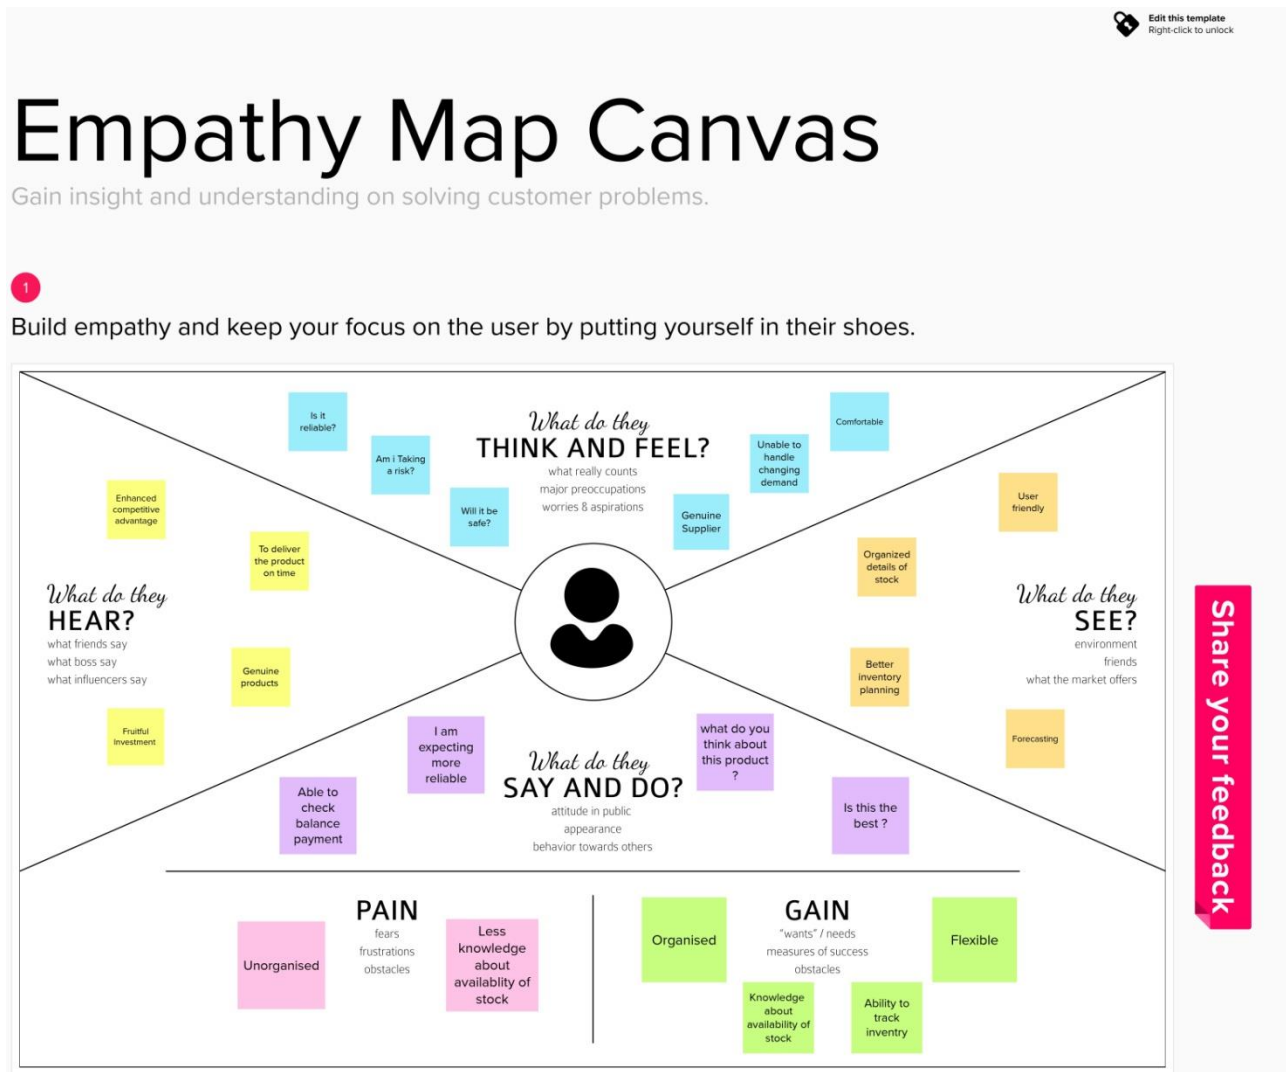 Edit this template
Right-click to unlock
Empathy Map Canvas
Gain insight and understanding on solving customer problems.
1
Build empathy and keep your focus on the user by putting yourself in their shoes.
What do they
THINK AND FEEL?
what really counts
major preoccupations
worries & aspirations
Is it
reliable?
Am i Taking
a risk?
Will it be
safe?
Genuine
Supplier
Unable to
handle
changing
demand
Comfortable
What do they
HEAR?
what friends say
what boss say
what influencers say
Enhanced
competitive
advantage
To deliver
the product
on time
Genuine
products
Fruitful
Investment
What do they
SEE?
environment
friends
what the market offers
User
friendly
Organized
details of
stock
Better
inventory
planning
Forecasting
What do they
SAY AND DO?
attitude in public
appearance
behavior towards others
Able to
check
balance
payment
I am
expecting
more
reliable
what do you
think about
this product
?
Is this the
best ?
PAIN
fears
frustrations
obstacles
Unorganised
Less
knowledge
about
availablity of
stock
GAIN
"wants" / needs
measures of success
obstacles
Organised
Flexible
Knowledge
about
availability of
stock
Ability to
track
inventry
Share your feedback